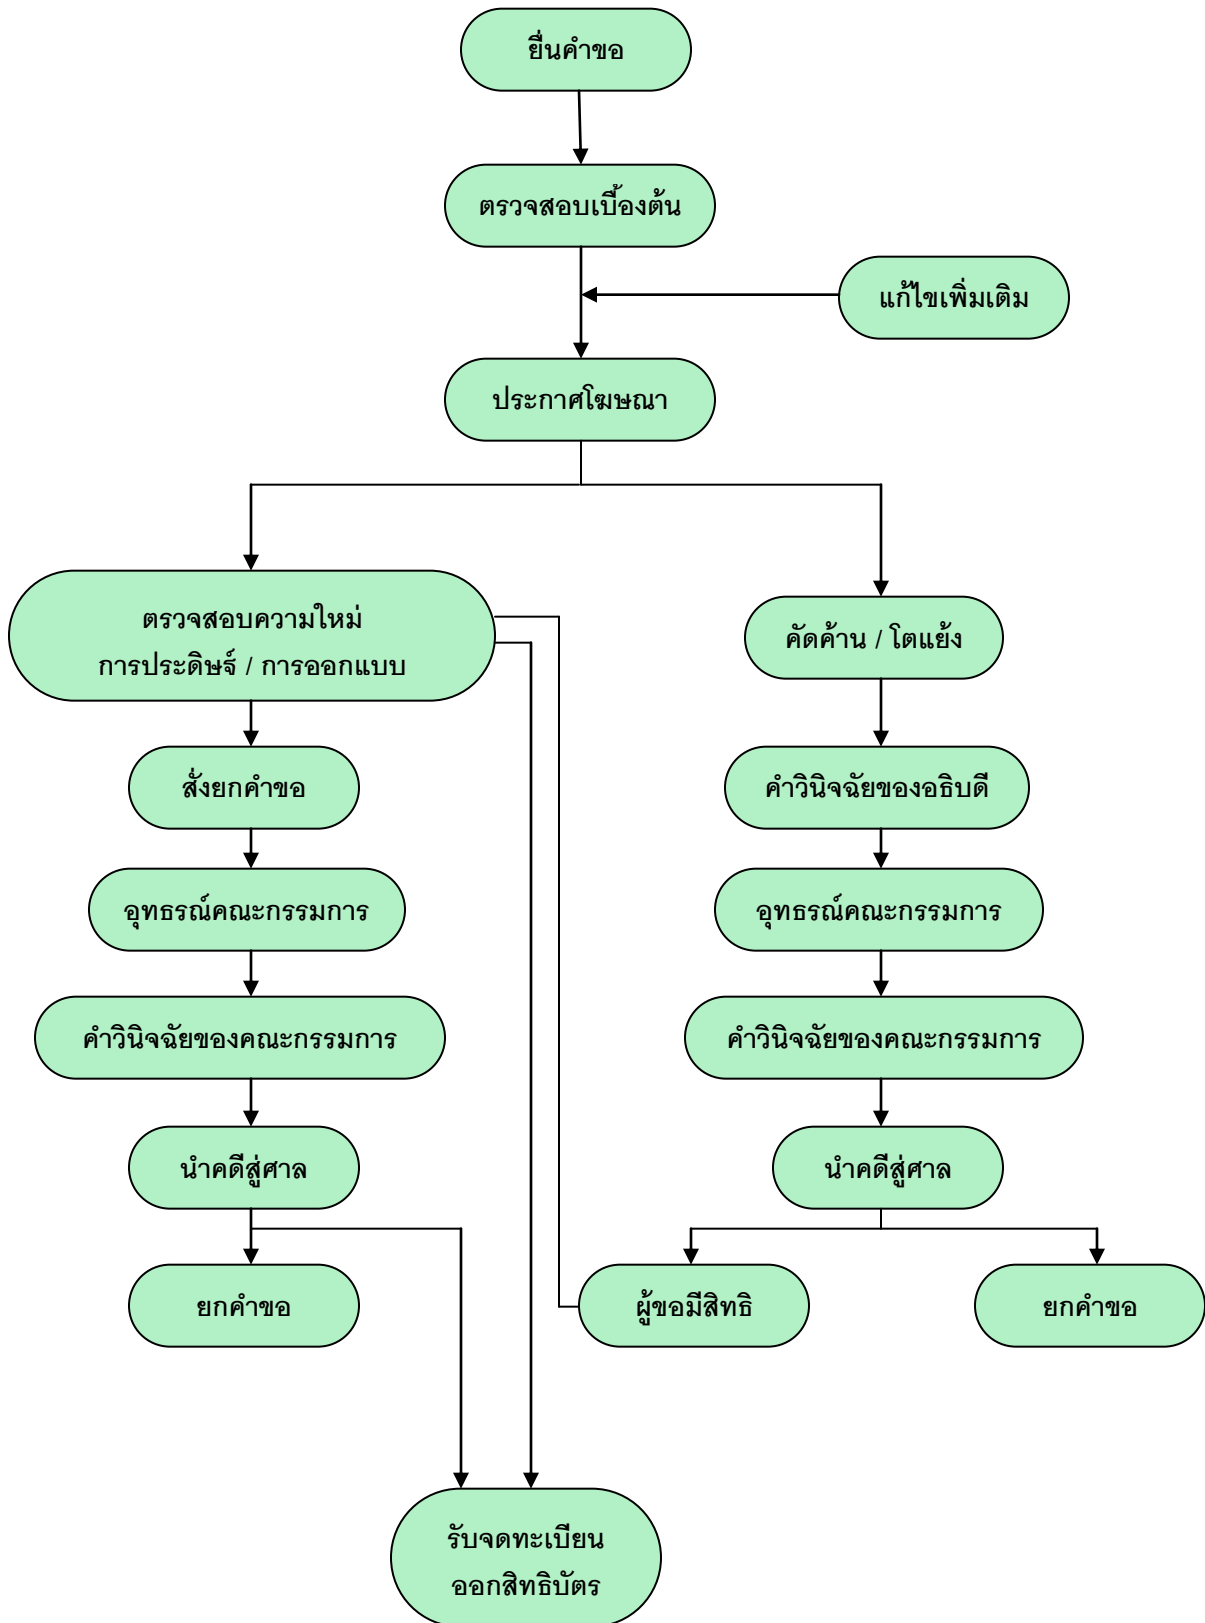 ยื่นคำขอ
ตรวจสอบเบื้องต้น
แก้ไขเพิ่มเติม
ประกาศโฆษณา
ตรวจสอบความใหม่
การประดิษฐ์ / การออกแบบ
คัดค้าน / โตแย้ง
สั่งยกคำขอ
คำวินิจฉัยของอธิบดี
อุทธรณ์คณะกรรมการ
อุทธรณ์คณะกรรมการ
คำวินิจฉัยของคณะกรรมการ
คำวินิจฉัยของคณะกรรมการ
นำคดีสู่ศาล
นำคดีสู่ศาล
ยกคำขอ
ผู้ขอมีสิทธิ
ยกคำขอ
รับจดทะเบียน
ออกสิทธิบัตร